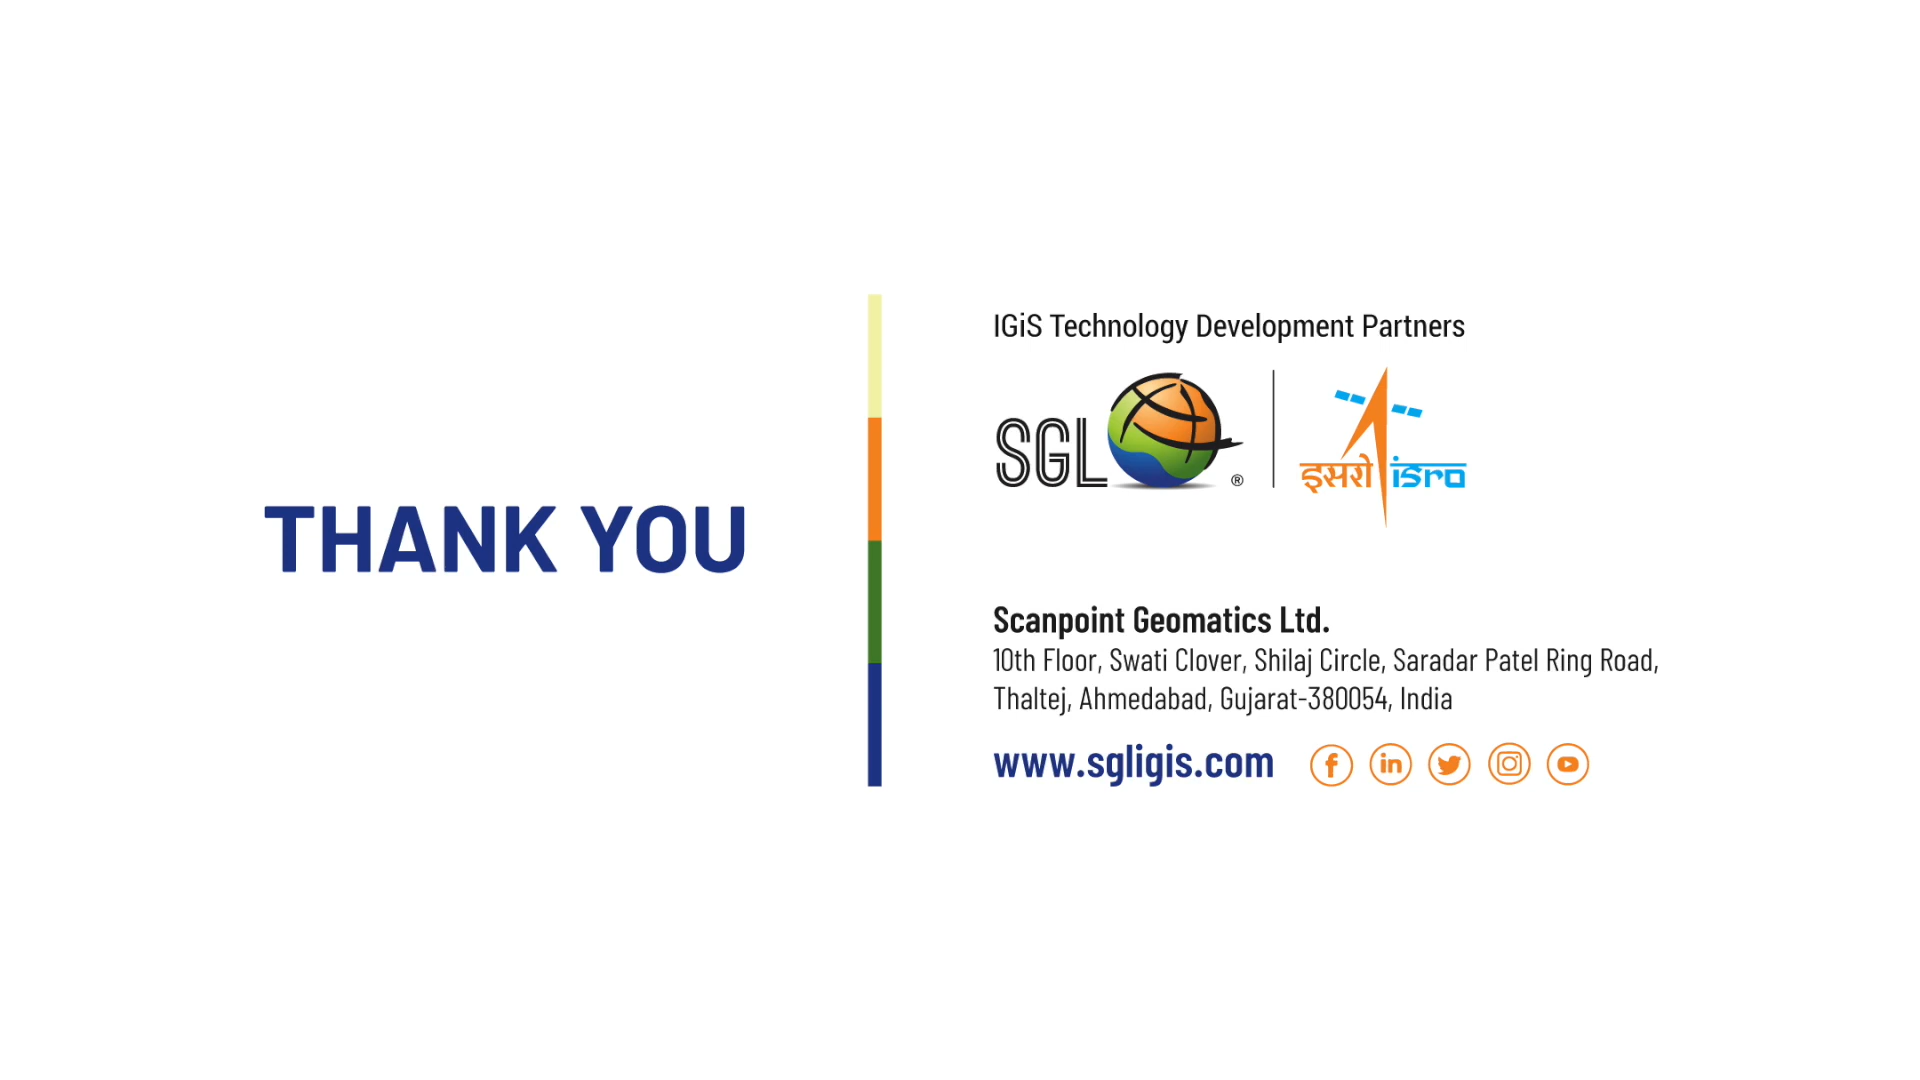 THANK YOU
IGiS Technology Development Partners
SGL ®
इसरो isro
Scanpoint Geomatics Ltd.
10th Floor, Swati Clover, Shilaj Circle, Saradar Patel Ring Road,
Thaltej, Ahmedabad, Gujarat-380054, India
www.sgligis.com